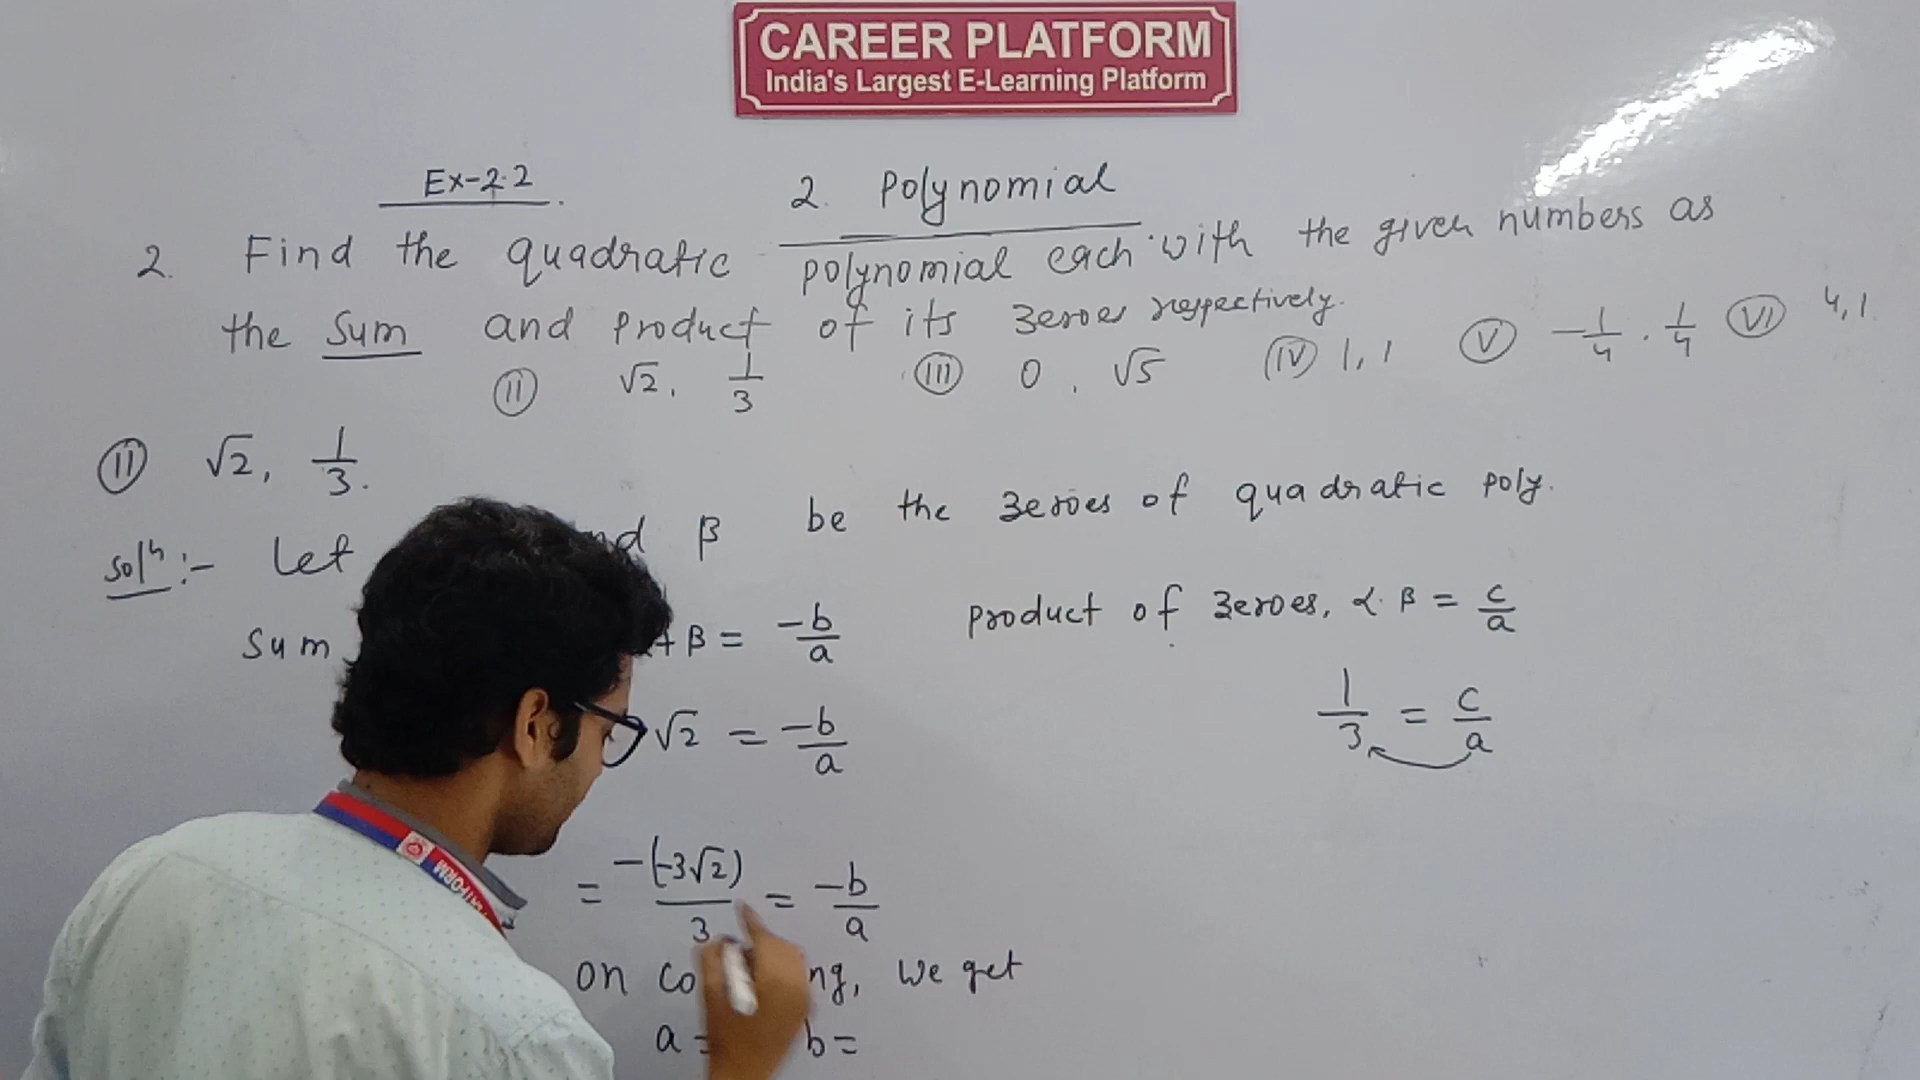 CAREER PLATFORM
India's Largest E-Learning Platform
Ex-2.2
2. Polynomial
2. Find the quadratic polynomial each with the given numbers as
the Sum and Product of its zeroes respectively.
(II) √2, 1/3 (III) 0, √5 (IV) 1, 1 (V) -1/4, 1/4 (VI) 4, 1
(II) √2, 1/3.
Solⁿ:- Let β be the zeroes of quadratic poly.
Sum + β = -b/a Product of zeroes, α.β = c/a
√2 = -b/a 1/3 = c/a
= -(-3√2)/3 = -b/a
on we get
a = b =